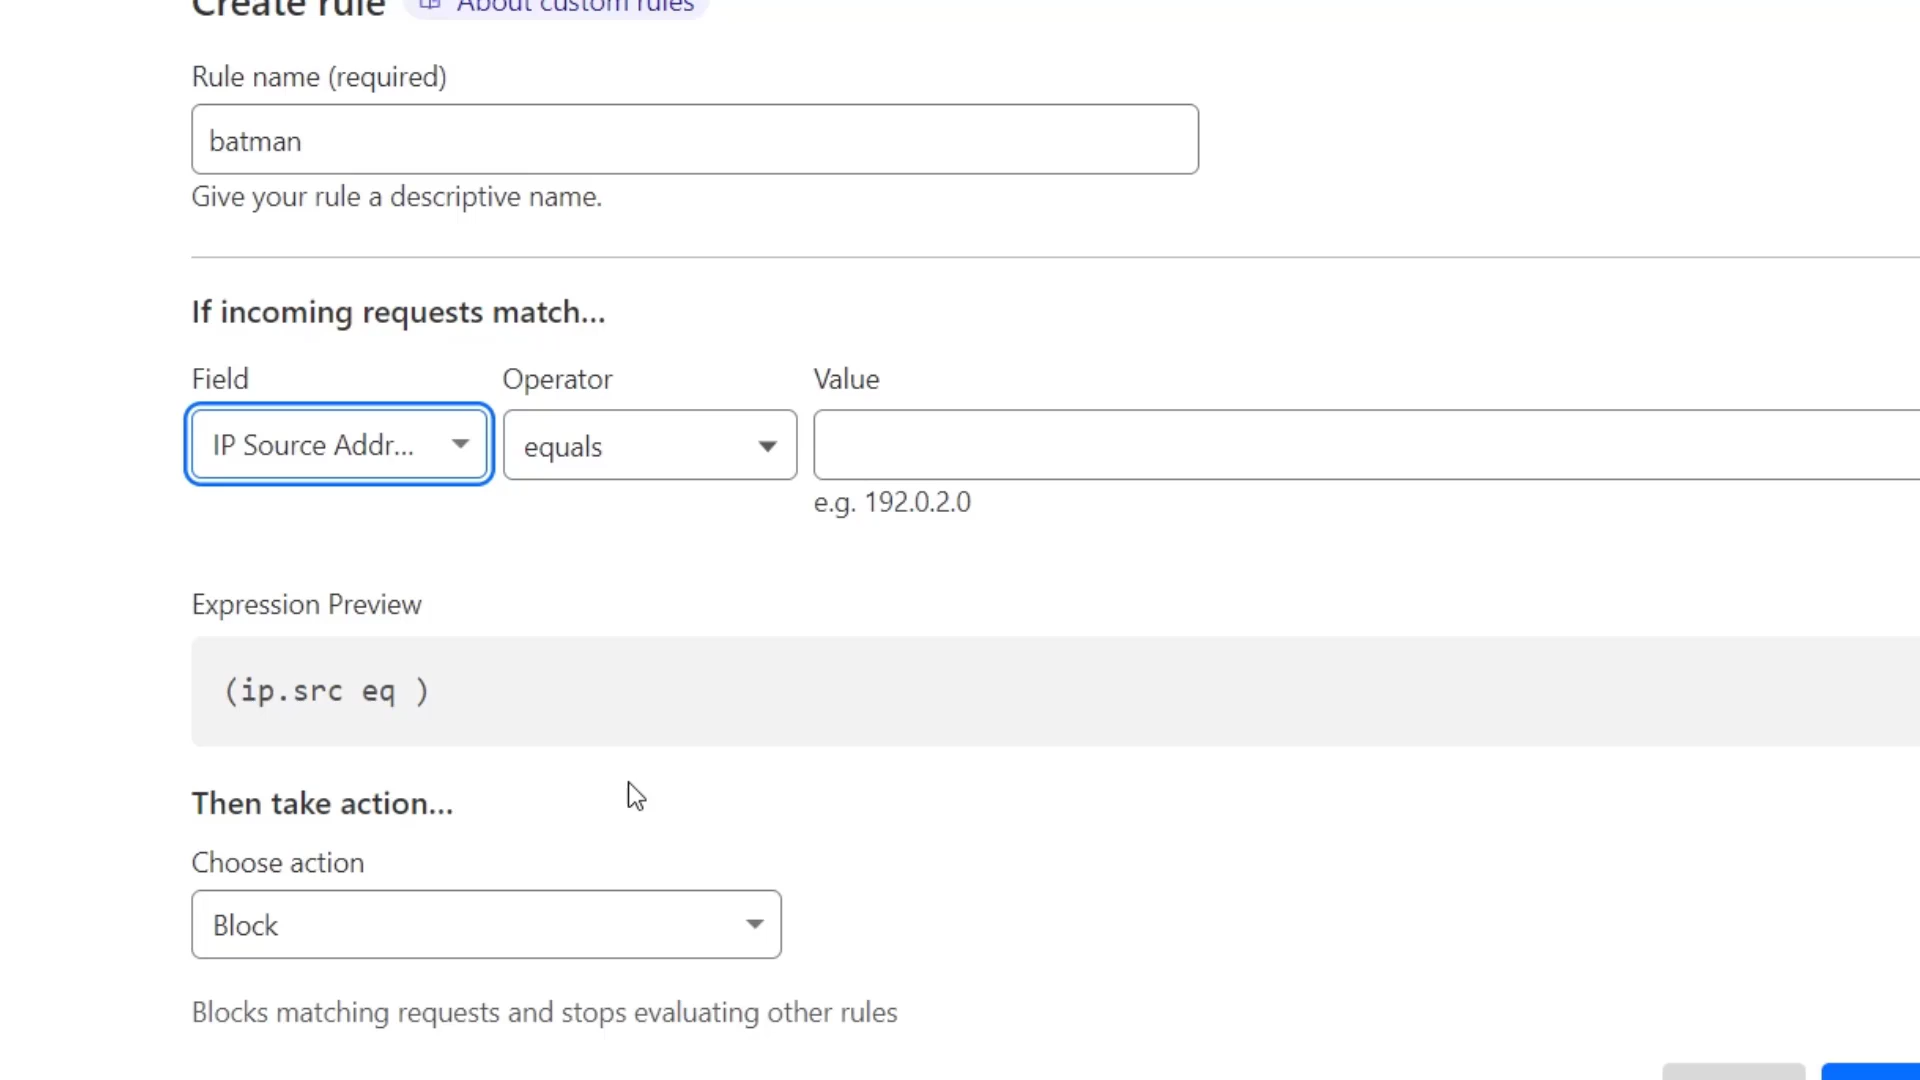 Create rule About custom rules
Rule name (required)
batman
Give your rule a descriptive name.
If incoming requests match...
Field Operator Value
IP Source Addr... equals
e.g. 192.0.2.0
Expression Preview
(ip.src eq )
Then take action...
Choose action
Block
Blocks matching requests and stops evaluating other rules